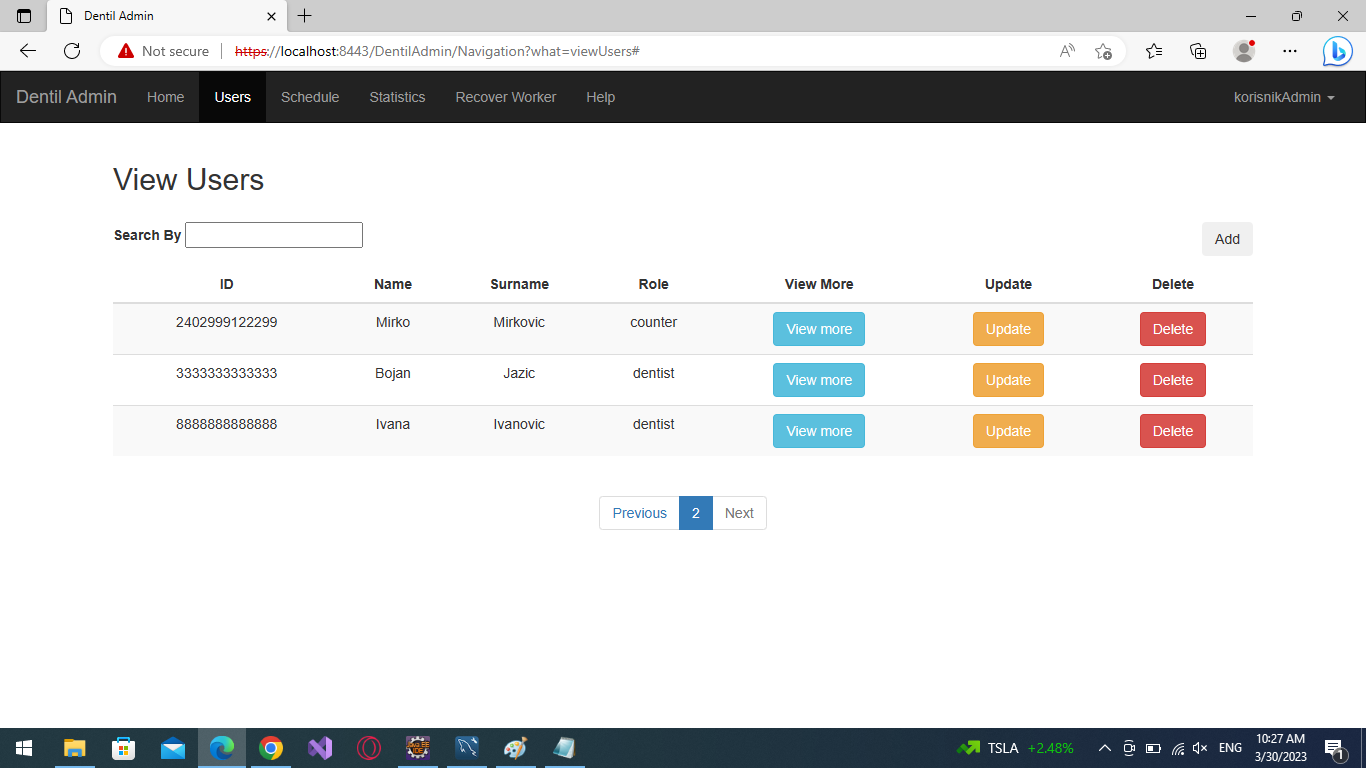 Dentil Admin
Not secure https://localhost:8443/DentilAdmin/Navigation?what=viewUsers#
Dentil Admin Home Users Schedule Statistics Recover Worker Help korisnikAdmin
View Users
Search By
Add
ID Name Surname Role View More Update Delete
2402999122299 Mirko Mirkovic counter View more Update Delete
3333333333333 Bojan Jazic dentist View more Update Delete
8888888888888 Ivana Ivanovic dentist View more Update Delete
Previous 2 Next
TSLA +2.48% ENG 10:27 AM
3/30/2023 1